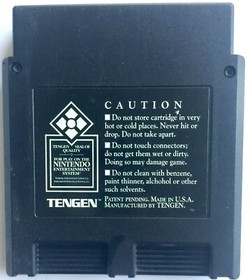 CAUTION
■ Do not store cartridge in very
hot or cold places. Never hit or
drop. Do not take apart.
■ Do not touch connectors;
do not get them wet or dirty.
Doing so may damage game.
■ Do not clean with benzene,
paint thinner, alcohol or other
such solvents.
PATENT PENDING. MADE IN U.S.A.
MANUFACTURED BY TENGEN.
TENGEN SEAL OF
QUALITY
FOR PLAY ON THE
NINTENDO
ENTERTAINMENT
SYSTEM
TENGEN